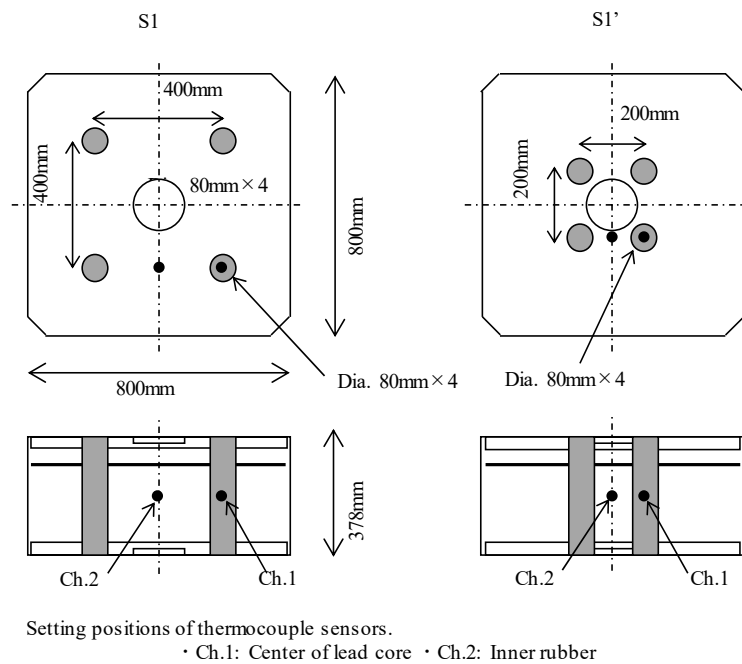 S1
S1’
400mm
400mm
80mm×4
800mm
800mm
Dia. 80mm×4
200mm
200mm
Dia. 80mm×4
378mm
Ch.2
Ch.1
Ch.2
Ch.1
Setting positions of thermocouple sensors.
・Ch.1: Center of lead core ・Ch.2: Inner rubber